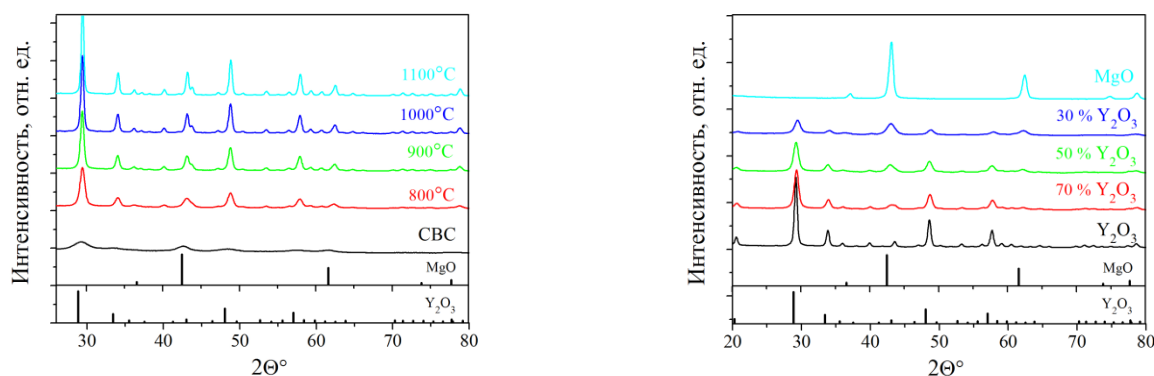 Интенсивность, отн. ед.
1100°C
1000°C
900°C
800°C
СВС
MgO
Y₂O₃
30 40 50 60 70 80
2Θ°
Интенсивность, отн. ед.
MgO
30 % Y₂O₃
50 % Y₂O₃
70 % Y₂O₃
Y₂O₃
MgO
Y₂O₃
20 30 40 50 60 70 80
2Θ°